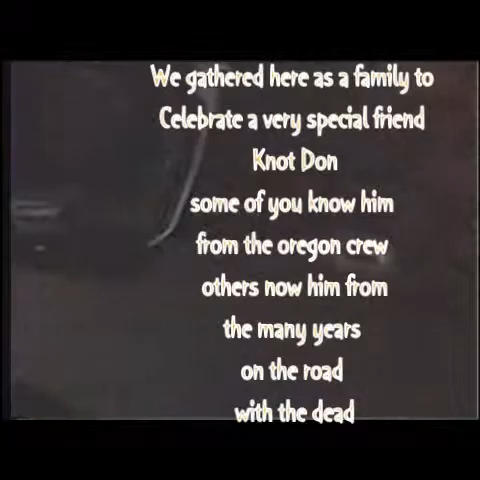 We gathered here as a family to
Celebrate a very special friend
Knot Don
some of you know him
from the oregon crew
others now him from
the many years
on the road
with the dead